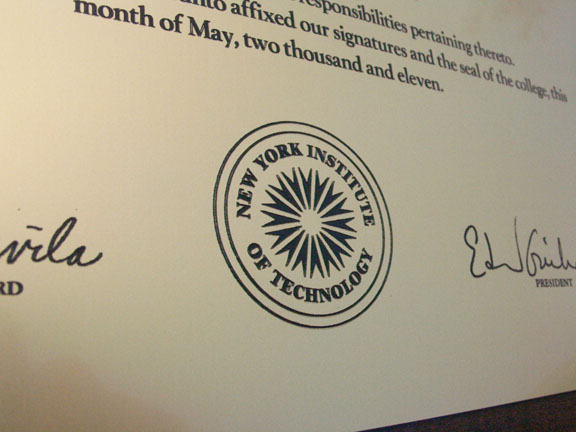 responsibilities pertaining thereto.
affixed our signatures and the seal of the college, this
month of May, two thousand and eleven.
NEW YORK INSTITUTE
OF TECHNOLOGY
PRESIDENT